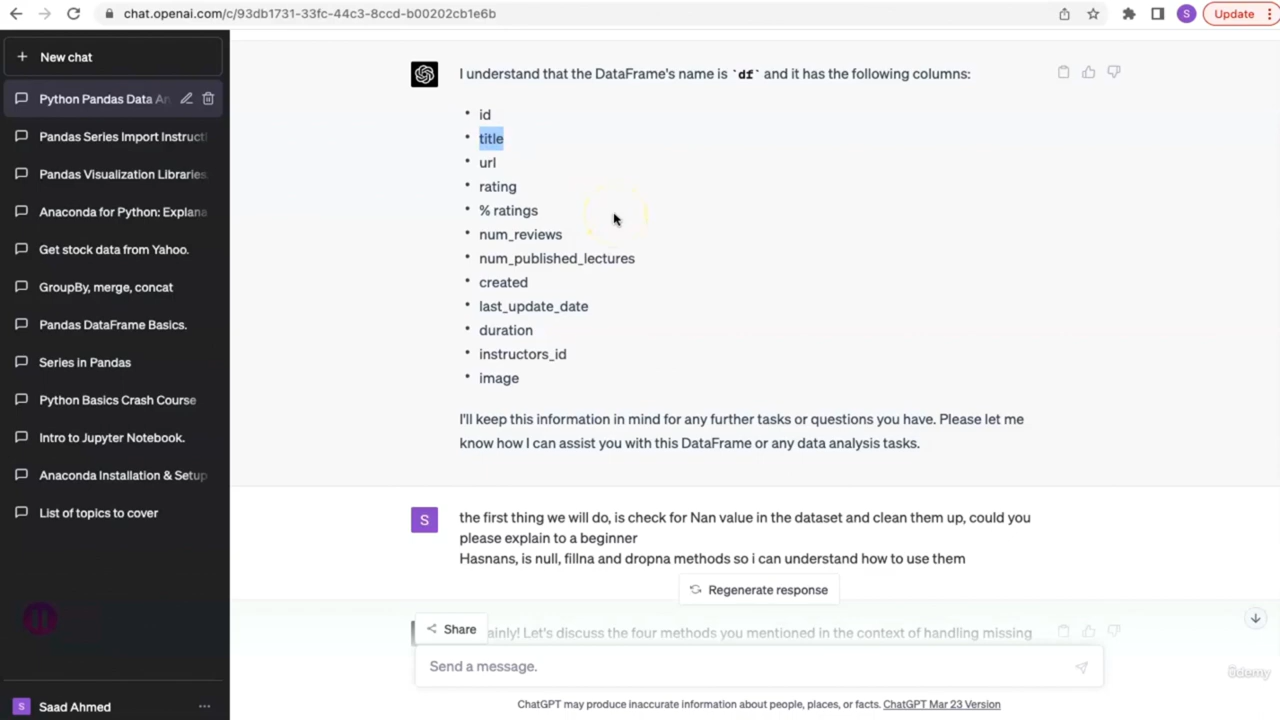 chat.openai.com/c/93db1731-33fc-44c3-8ccd-b00202cb1e6b
S
Update
New chat
Python Pandas Data An
Pandas Series Import Instructi
Pandas Visualization Libraries
Anaconda for Python: Explana
Get stock data from Yahoo.
GroupBy, merge, concat
Pandas DataFrame Basics.
Series in Pandas
Python Basics Crash Course
Intro to Jupyter Notebook.
Anaconda Installation & Setup
List of topics to cover
S Saad Ahmed
I understand that the DataFrame's name is `df` and it has the following columns:
• id
• title
• url
• rating
• % ratings
• num_reviews
• num_published_lectures
• created
• last_update_date
• duration
• instructors_id
• image
I'll keep this information in mind for any further tasks or questions you have. Please let me
know how I can assist you with this DataFrame or any data analysis tasks.
S
the first thing we will do, is check for Nan value in the dataset and clean them up, could you
please explain to a beginner
Hasnans, is null, fillna and dropna methods so i can understand how to use them
Regenerate response
Share
ainly! Let's discuss the four methods you mentioned in the context of handling missing
Send a message.
ChatGPT may produce inaccurate information about people, places, or facts. ChatGPT Mar 23 Version
ûdemy